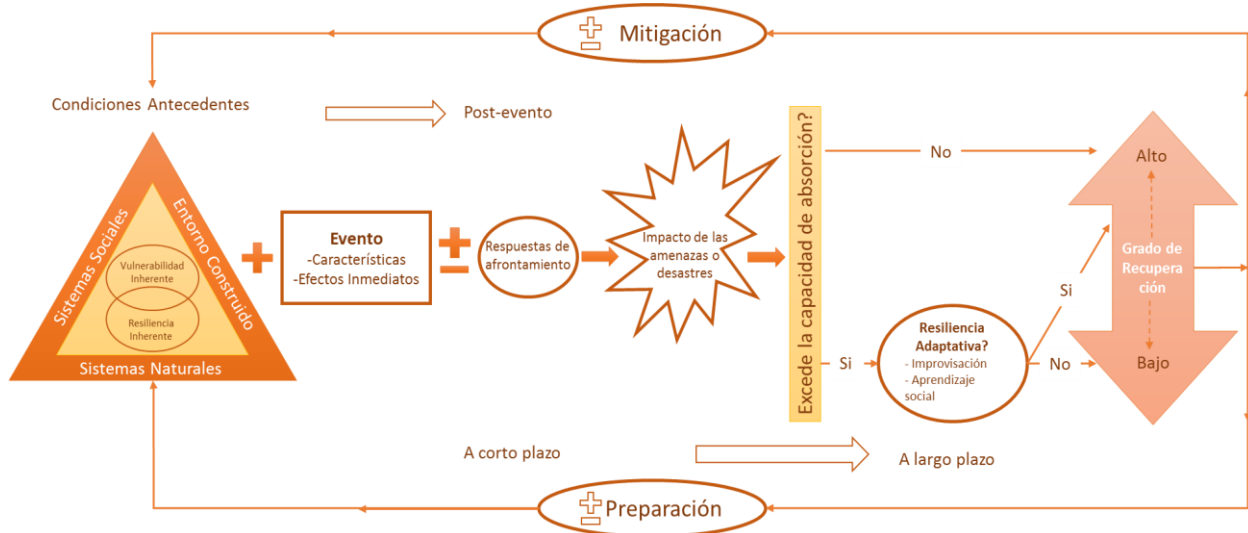 Mitigación
Condiciones Antecedentes
Post-evento
Sistemas Sociales
Entorno Construido
Sistemas Naturales
Vulnerabilidad
Inherente
Resiliencia
Inherente
Evento
-Características
-Efectos Inmediatos
Respuestas de
afrontamiento
Impacto de las
amenazas o
desastres
Excede la capacidad de absorción?
No
Si
Resiliencia
Adaptativa?
- Improvisación
- Aprendizaje
social
Si
No
Alto
Grado de
Recupera
ción
Bajo
A corto plazo
A largo plazo
Preparación